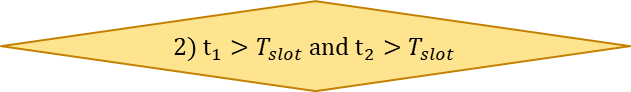 2) t₁ > T_slot and t₂ > T_slot